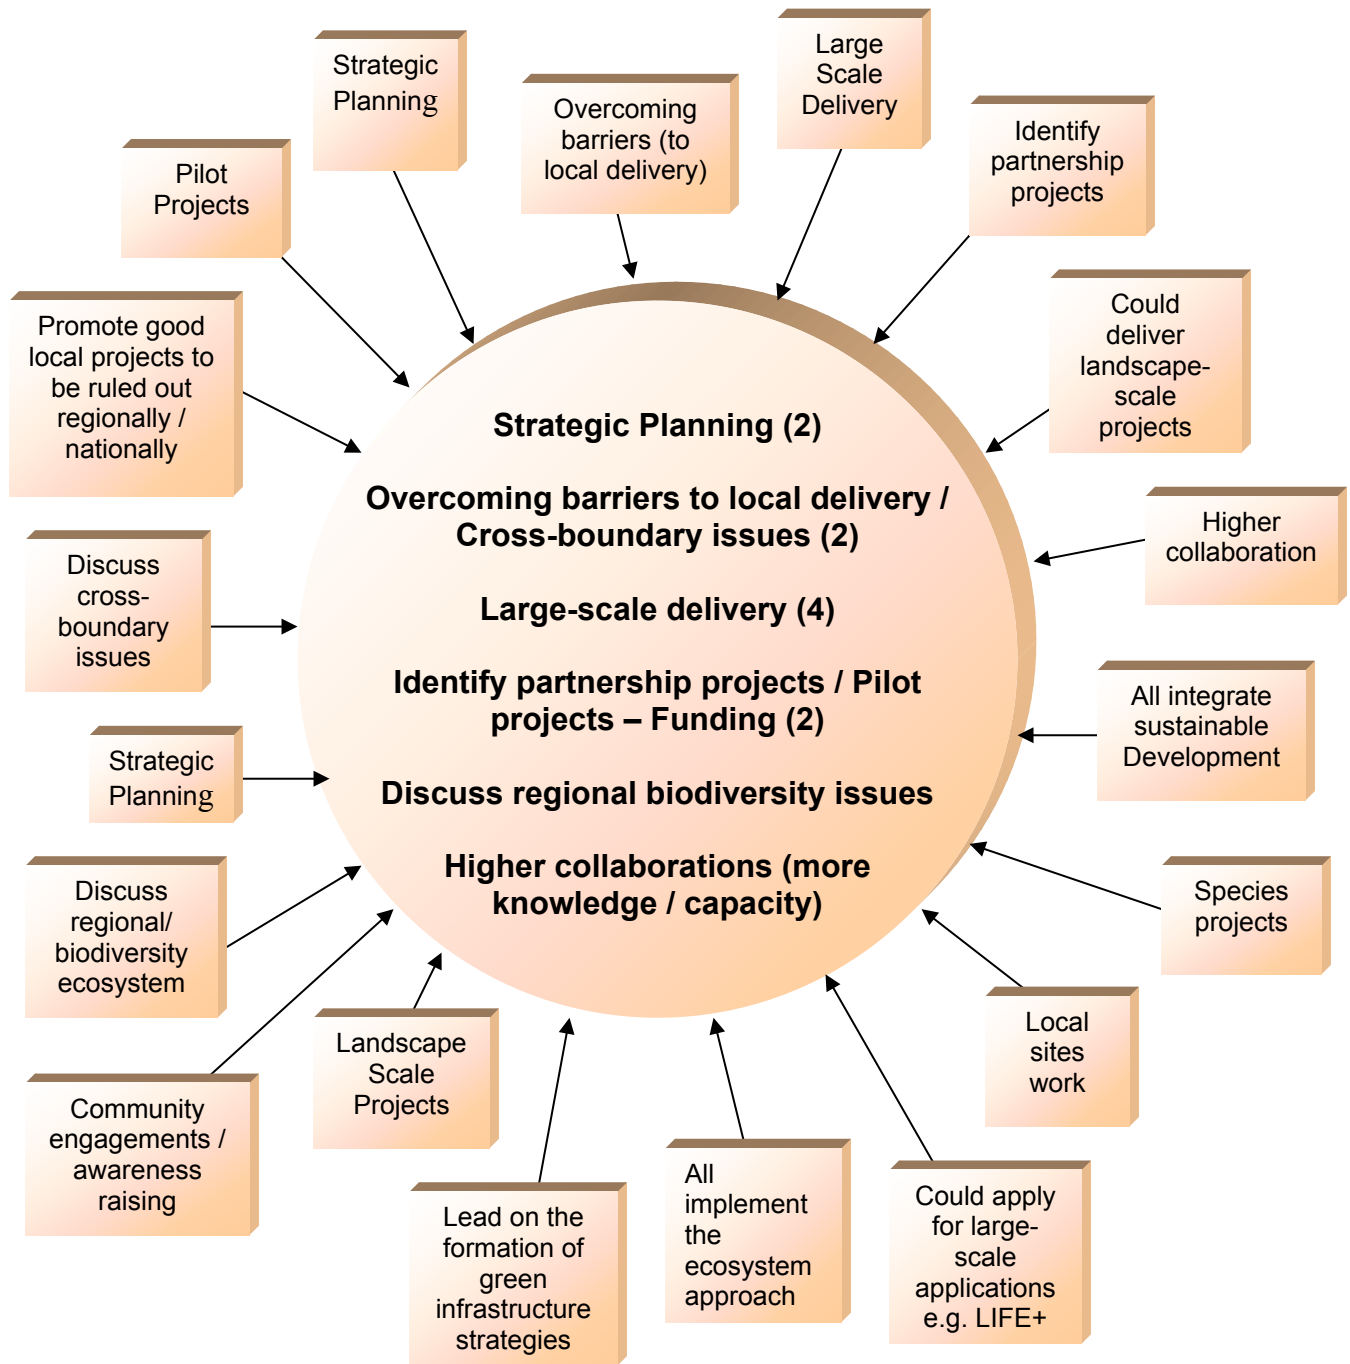 Large
Scale
Delivery
Strategic
Planning
Overcoming
barriers (to
local delivery)
Identify
partnership
projects
Pilot
Projects
Could
deliver
landscape-
scale
projects
Promote good
local projects to
be ruled out
regionally /
nationally
Strategic Planning (2)
Overcoming barriers to local delivery /
Cross-boundary issues (2)
Large-scale delivery (4)
Identify partnership projects / Pilot
projects – Funding (2)
Discuss regional biodiversity issues
Higher collaborations (more
knowledge / capacity)
Higher
collaboration
Discuss
cross-
boundary
issues
All integrate
sustainable
Development
Strategic
Planning
Discuss
regional/
biodiversity
ecosystem
Species
projects
Local
sites
work
Landscape
Scale
Projects
Community
engagements /
awareness
raising
Lead on the
formation of
green
infrastructure
strategies
All
implement
the
ecosystem
approach
Could apply
for large-
scale
applications
e.g. LIFE+